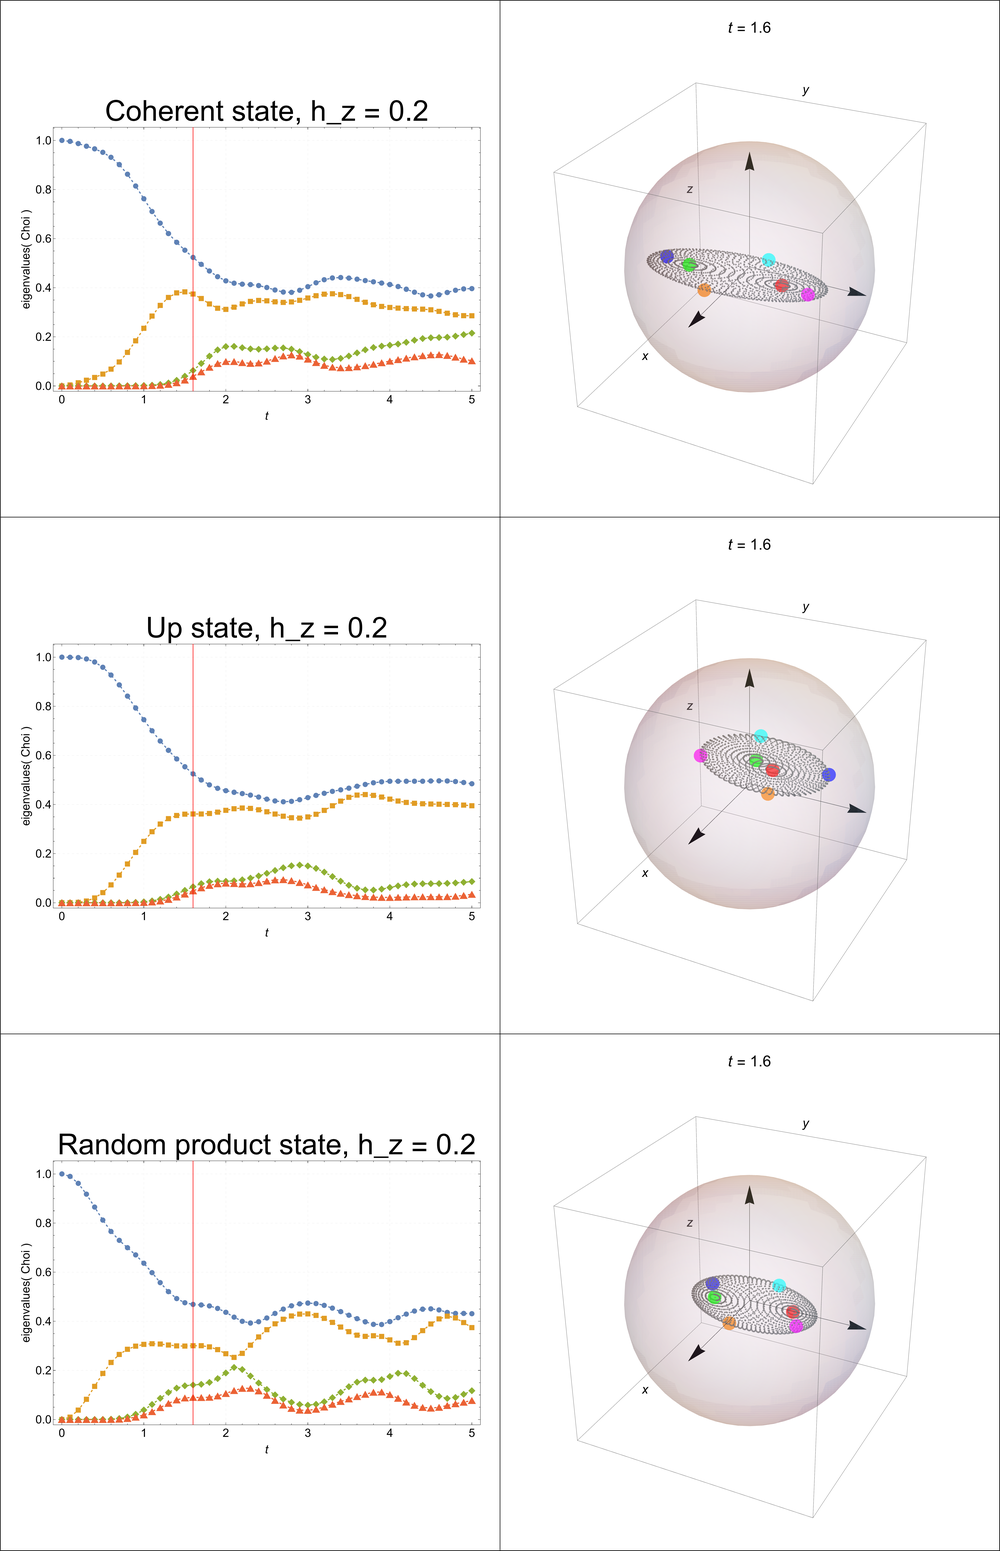 t = 1.6
y
Coherent state, h_z = 0.2
z
x
eigenvalues( Choi )
1.0
0.8
0.6
0.4
0.2
0.0
0 1 2 3 4 5
t
t = 1.6
y
Up state, h_z = 0.2
z
x
eigenvalues( Choi )
1.0
0.8
0.6
0.4
0.2
0.0
0 1 2 3 4 5
t
t = 1.6
y
Random product state, h_z = 0.2
z
x
eigenvalues( Choi )
1.0
0.8
0.6
0.4
0.2
0.0
0 1 2 3 4 5
t